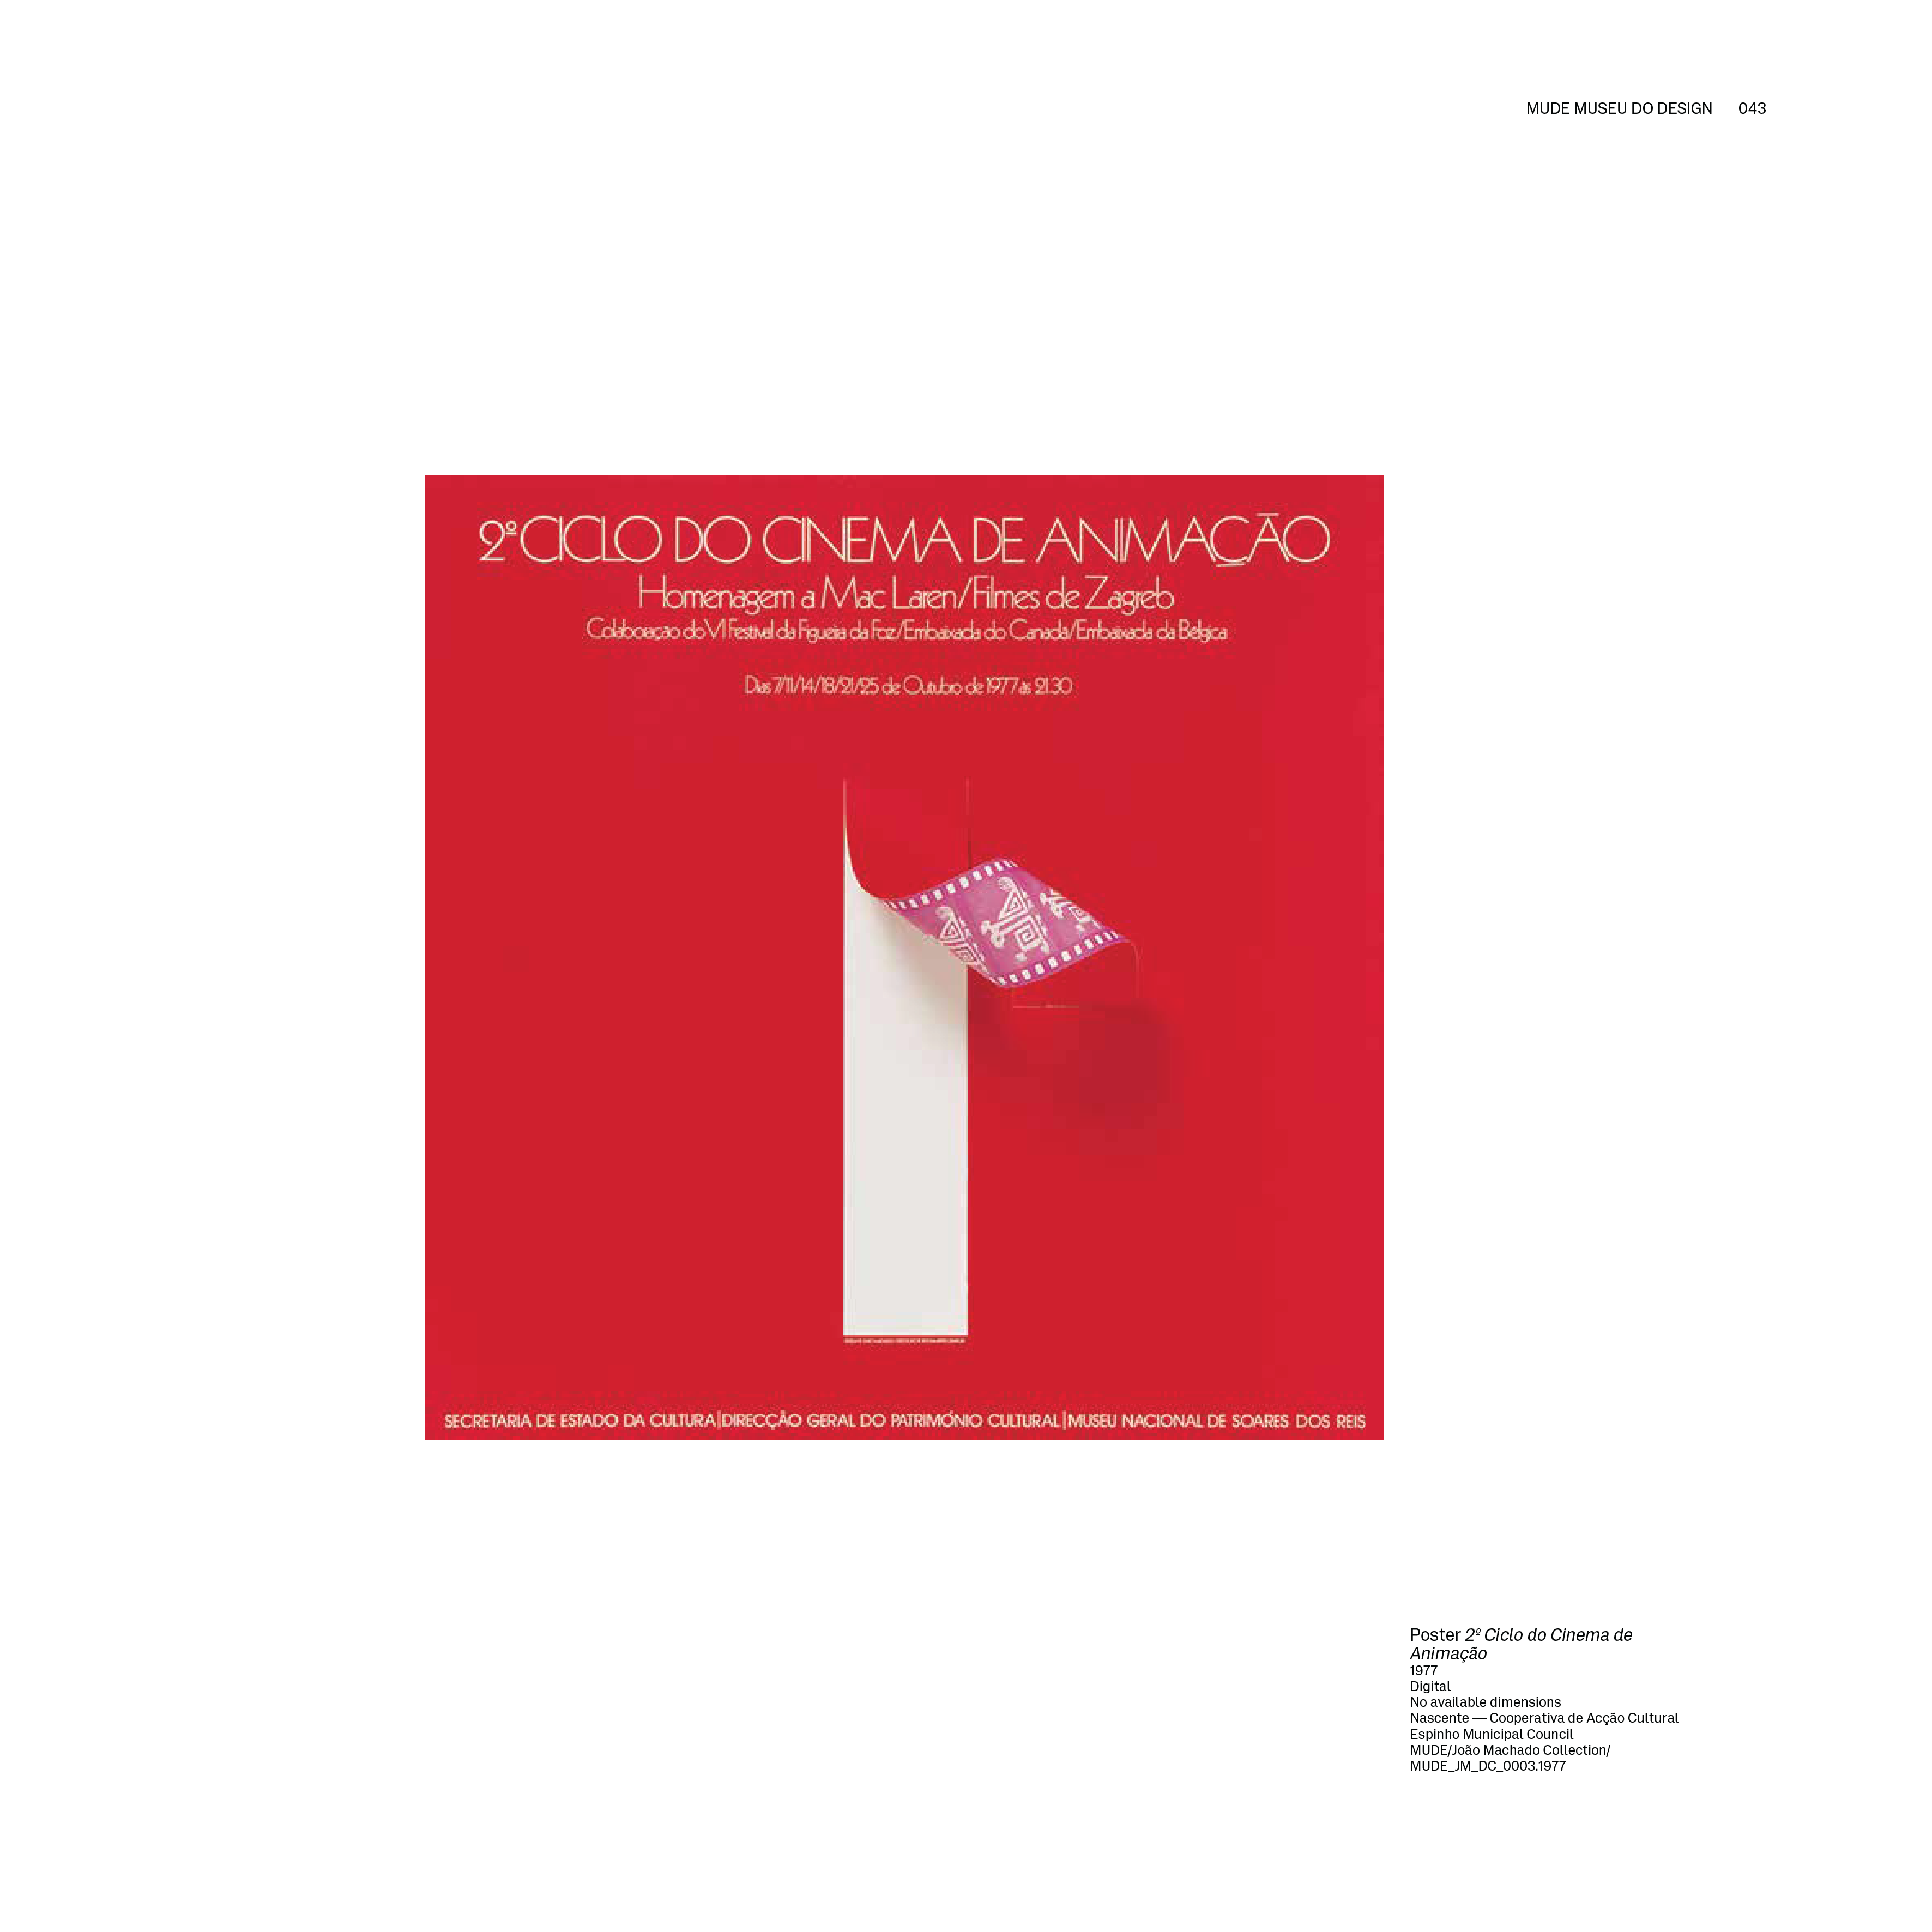 MUDE MUSEU DO DESIGN 043
2º CICLO DO CINEMA DE ANIMAÇÃO
Homenagem a Mac Laren/Filmes de Zagreb
Colaboração do VI Festival da Figueira da Foz/Embaixada do Canadá/Embaixada da Bélgica
Dias 7/11/14/18/21/25 de Outubro de 1977 às 21.30
SECRETARIA DE ESTADO DA CULTURA|DIRECÇÃO GERAL DO PATRIMÓNIO CULTURAL|MUSEU NACIONAL DE SOARES DOS REIS
Poster 2º Ciclo do Cinema de
Animação
1977
Digital
No available dimensions
Nascente — Cooperativa de Acção Cultural
Espinho Municipal Council
MUDE/João Machado Collection/
MUDE_JM_DC_0003.1977